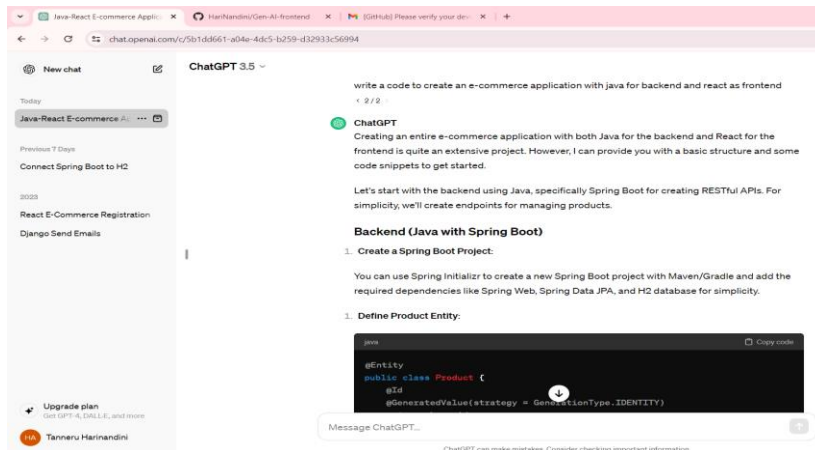 Java-React E-commerce Applic
HariNandini/Gen-AI-frontend
[GitHub] Please verify your dev
chat.openai.com/c/5b1dd661-a04e-4dc5-b259-d32933c56994
New chat
ChatGPT 3.5
Today
Java-React E-commerce A
Previous 7 Days
Connect Spring Boot to H2
2023
React E-Commerce Registration
Django Send Emails
Upgrade plan
Get GPT-4, DALL·E, and more
HA Tanneru Harinandini
write a code to create an e-commerce application with java for backend and react as frontend
< 2/2
ChatGPT
Creating an entire e-commerce application with both Java for the backend and React for the
frontend is quite an extensive project. However, I can provide you with a basic structure and some
code snippets to get started.
Let's start with the backend using Java, specifically Spring Boot for creating RESTful APIs. For
simplicity, we'll create endpoints for managing products.
Backend (Java with Spring Boot)
1. Create a Spring Boot Project:
You can use Spring Initializr to create a new Spring Boot project with Maven/Gradle and add the
required dependencies like Spring Web, Spring Data JPA, and H2 database for simplicity.
1. Define Product Entity:
java
Copy code
@Entity
public class Product {
@Id
@GeneratedValue(strategy = GenerationType.IDENTITY)
Message ChatGPT...
ChatGPT can make mistakes. Consider checking important information.